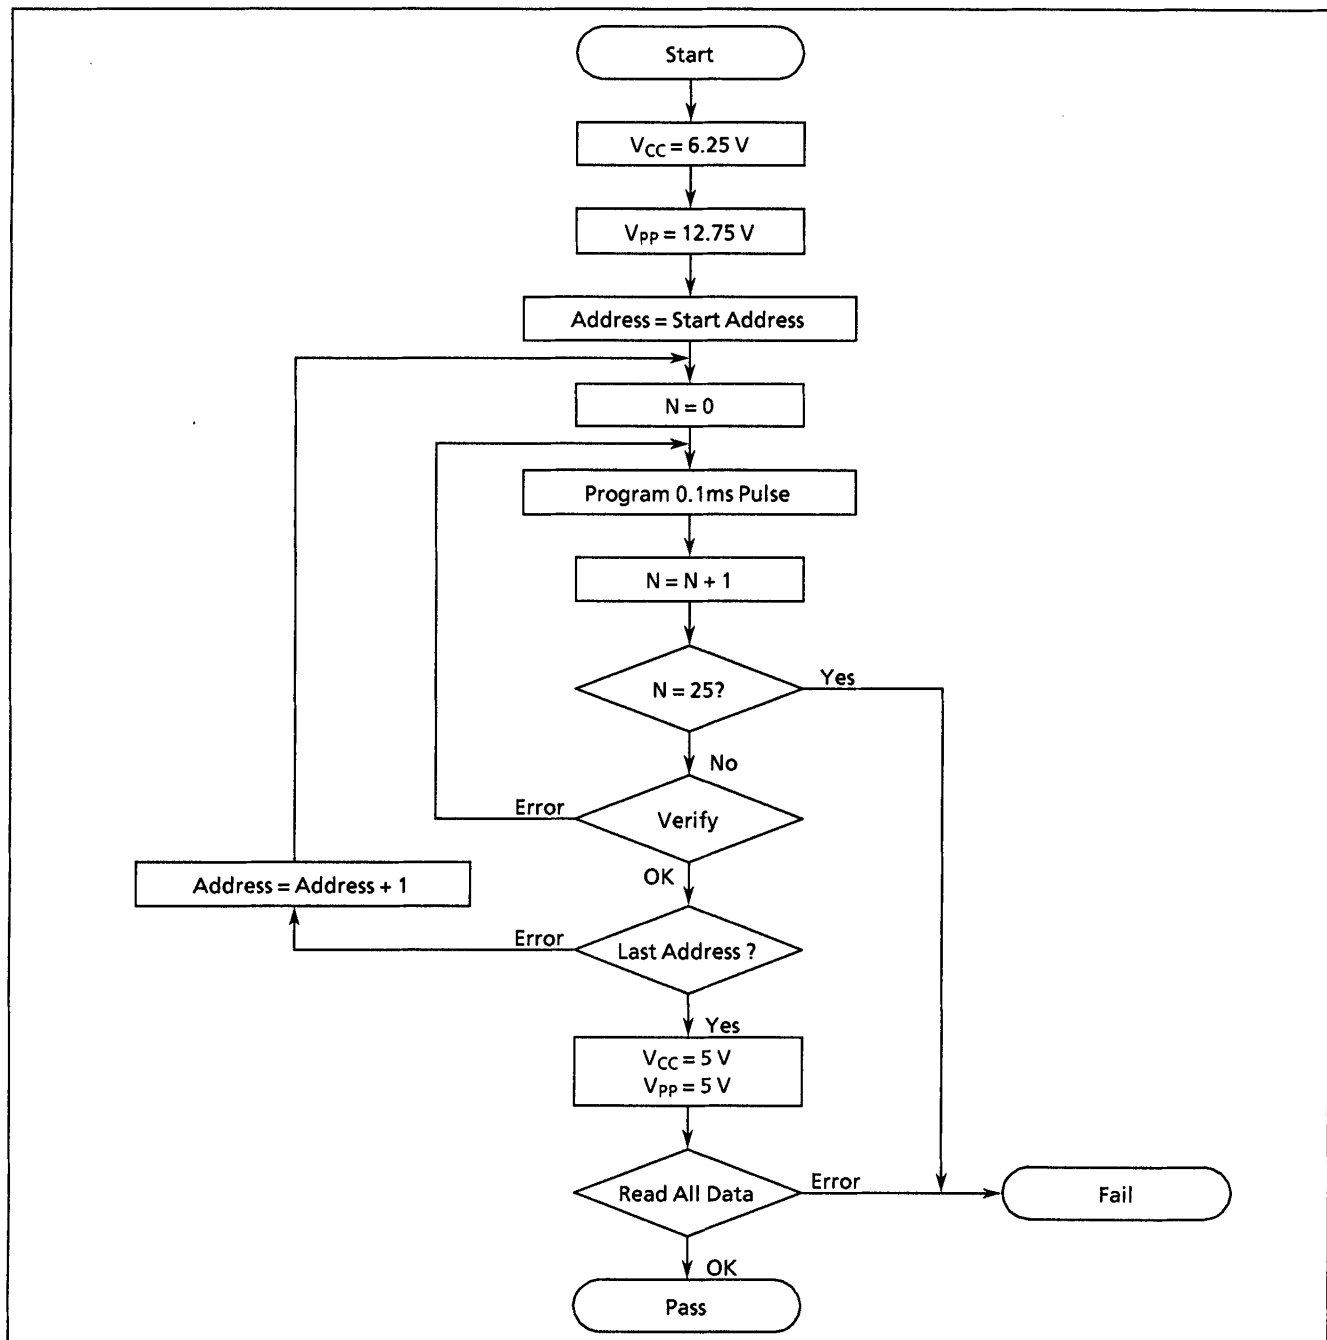 Start
VCC = 6.25 V
VPP = 12.75 V
Address = Start Address
N = 0
Program 0.1ms Pulse
N = N + 1
N = 25?
Yes
No
Error
Verify
OK
Address = Address + 1
Error
Last Address ?
Yes
VCC = 5 V
VPP = 5 V
Read All Data
Error
Fail
OK
Pass